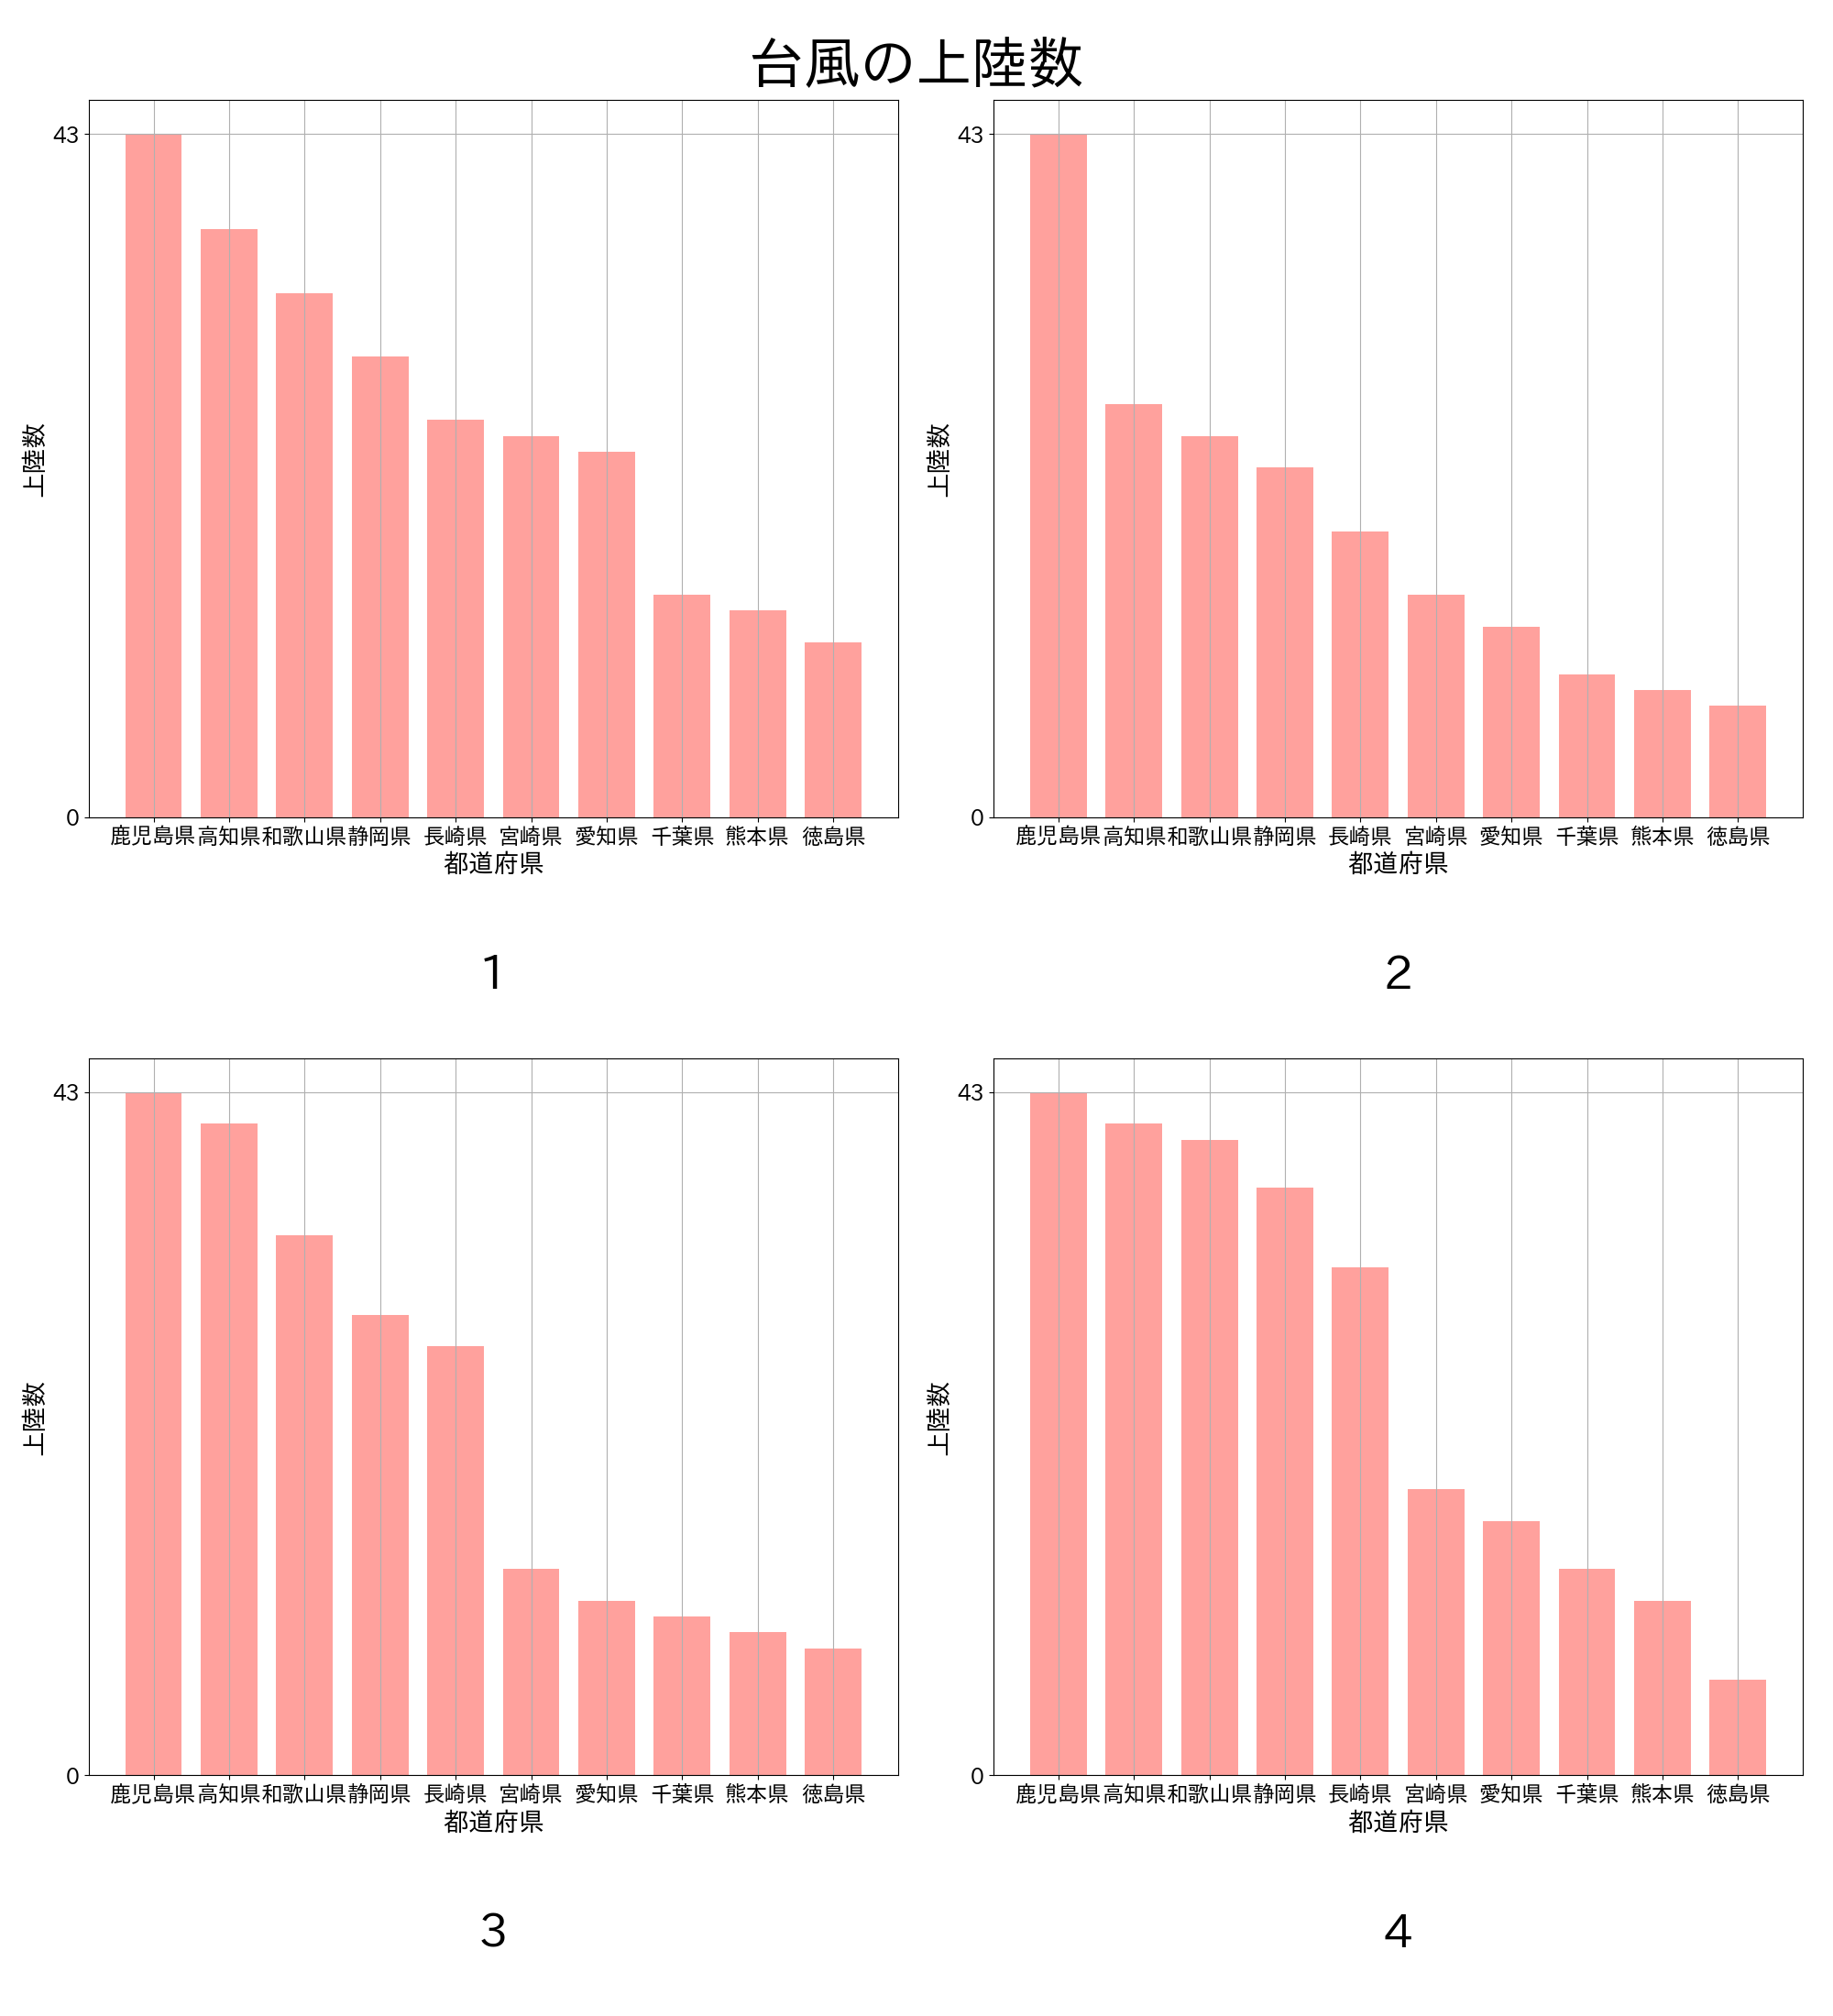 台風の上陸数
43
0
上陸数
鹿児島県 高知県 和歌山県 静岡県 長崎県 宮崎県 愛知県 千葉県 熊本県 徳島県
都道府県
1
43
0
上陸数
鹿児島県 高知県 和歌山県 静岡県 長崎県 宮崎県 愛知県 千葉県 熊本県 徳島県
都道府県
2
43
0
上陸数
鹿児島県 高知県 和歌山県 静岡県 長崎県 宮崎県 愛知県 千葉県 熊本県 徳島県
都道府県
3
43
0
上陸数
鹿児島県 高知県 和歌山県 静岡県 長崎県 宮崎県 愛知県 千葉県 熊本県 徳島県
都道府県
4